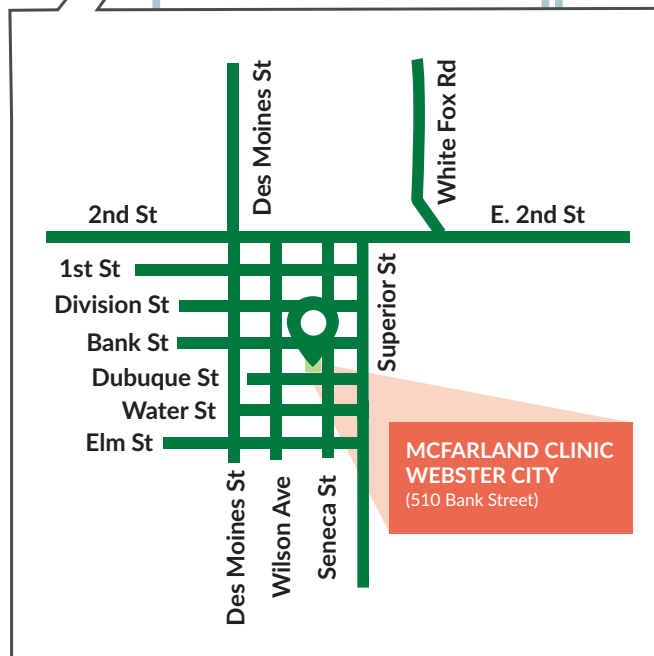 Des Moines St
White Fox Rd
2nd St
E. 2nd St
1st St
Division St
Bank St
Dubuque St
Water St
Elm St
Superior St
MCFARLAND CLINIC
WEBSTER CITY
(510 Bank Street)
Des Moines St
Wilson Ave
Seneca St